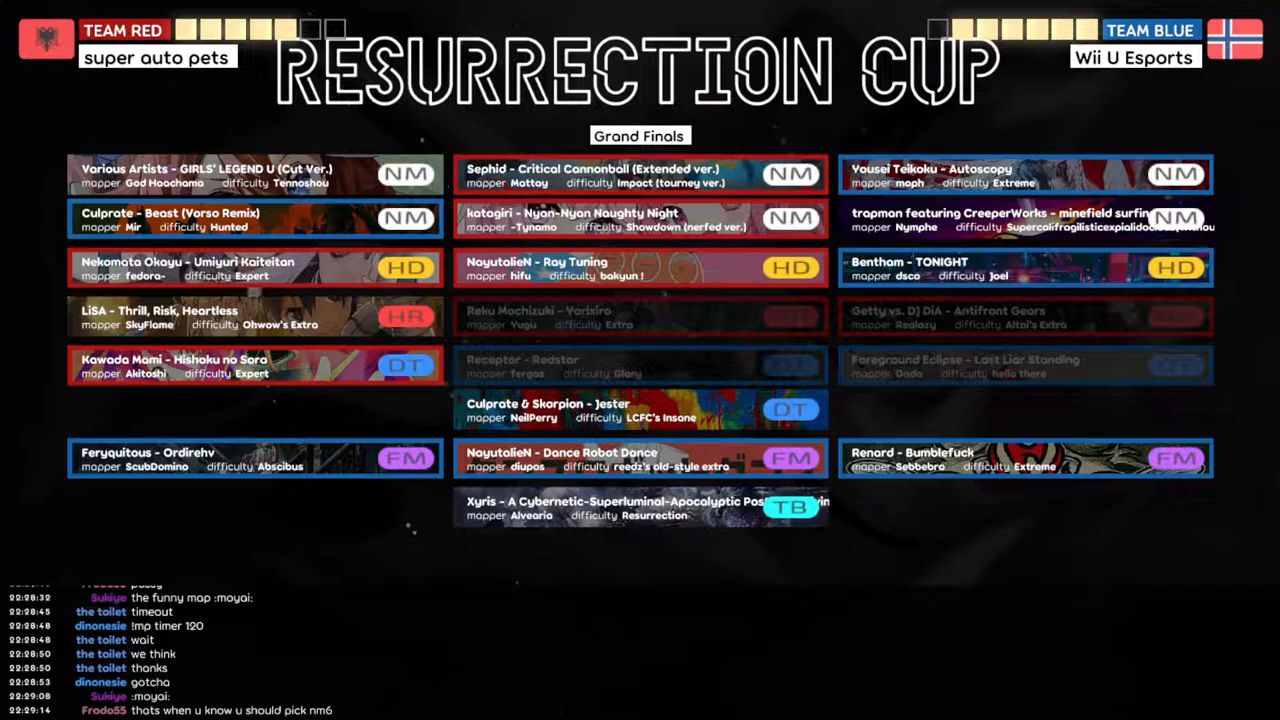 TEAM RED
super auto pets
RESURRECTION CUP
TEAM BLUE
Wii U Esports
Grand Finals
Various Artists - GIRLS' LEGEND U (Cut Ver.)
mapper God Haachama difficulty Tennoshou
NM
Sephid - Critical Cannonball (Extended ver.)
mapper Mattay difficulty Impact (tourney ver.)
NM
Yousei Teikoku - Autoscopy
mapper moph difficulty Extreme
NM
Culprate - Beast (Vorso Remix)
mapper Mir difficulty Hunted
NM
katagiri - Nyan-Nyan Naughty Night
mapper -Tynamo difficulty Showdown (nerfed ver.)
NM
trapman featuring CreeperWorks - minefield surfin
mapper Nymphe difficulty
NM
Nekomata Okayu - Umiyuri Kaiteitan
mapper fedora- difficulty Expert
HD
NayutalieN - Ray Tuning
mapper hifu difficulty bakyun !
HD
Bentham - TONIGHT
mapper dsco difficulty Joel
HD
LiSA - Thrill, Risk, Heartless
mapper SkyFlame difficulty Ohwow's Extra
HR
Reku Mochizuki - Yorixiro
mapper Yugu difficulty Extra
Getty vs. DJ DiA - Antifront Gears
mapper Realazy difficulty Altai's Extra
Kawada Mami - Hishoku no Sora
mapper Akitoshi difficulty Expert
DT
Receptor - Redstar
mapper fergas difficulty Glory
Foreground Eclipse - Last Liar Standing
mapper Dada difficulty hello there
Culprate & Skorpion - Jester
mapper NeilPerry difficulty LCFC's Insane
DT
Feryquitous - Ordirehv
mapper ScubDomino difficulty Abscibus
FM
NayutalieN - Dance Robot Dance
mapper diupos difficulty reedz's old-style extra
FM
Renard - Bumblefuck
mapper Sebbebro difficulty Extreme
FM
Xyris - A Cybernetic-Superluminal-Apocalyptic
mapper Alvearia difficulty Resurrection
TB
22:28:32 Sukiye the funny map :moyai:
22:28:45 the toilet timeout
22:28:48 dinonesie !mp timer 120
22:28:48 the toilet wait
22:28:50 the toilet we think
22:28:50 the toilet thanks
22:28:53 dinonesie gotcha
22:29:08 Sukiye :moyai:
22:29:14 Frodo55 thats when u know u should pick nm6